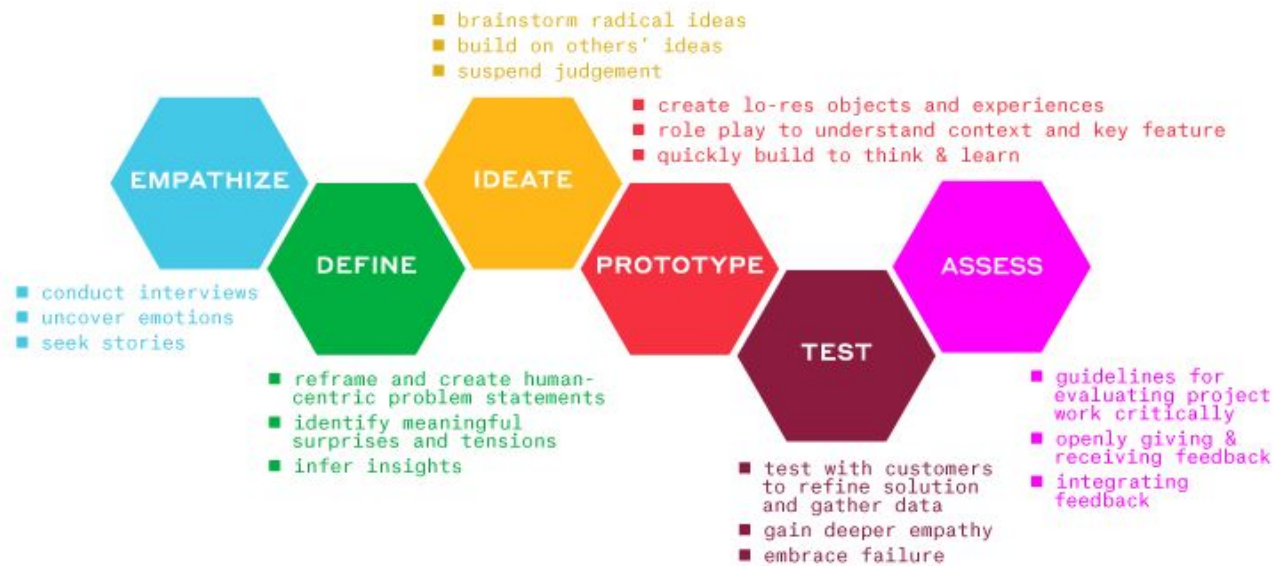 EMPATHIZE
■ conduct interviews
■ uncover emotions
■ seek stories
DEFINE
■ reframe and create human-
centric problem statements
■ identify meaningful
surprises and tensions
■ infer insights
IDEATE
■ brainstorm radical ideas
■ build on others' ideas
■ suspend judgement
PROTOTYPE
■ create lo-res objects and experiences
■ role play to understand context and key feature
■ quickly build to think & learn
TEST
■ test with customers
to refine solution
and gather data
■ gain deeper empathy
■ embrace failure
ASSESS
■ guidelines for
evaluating project
work critically
■ openly giving &
receiving feedback
■ integrating
feedback